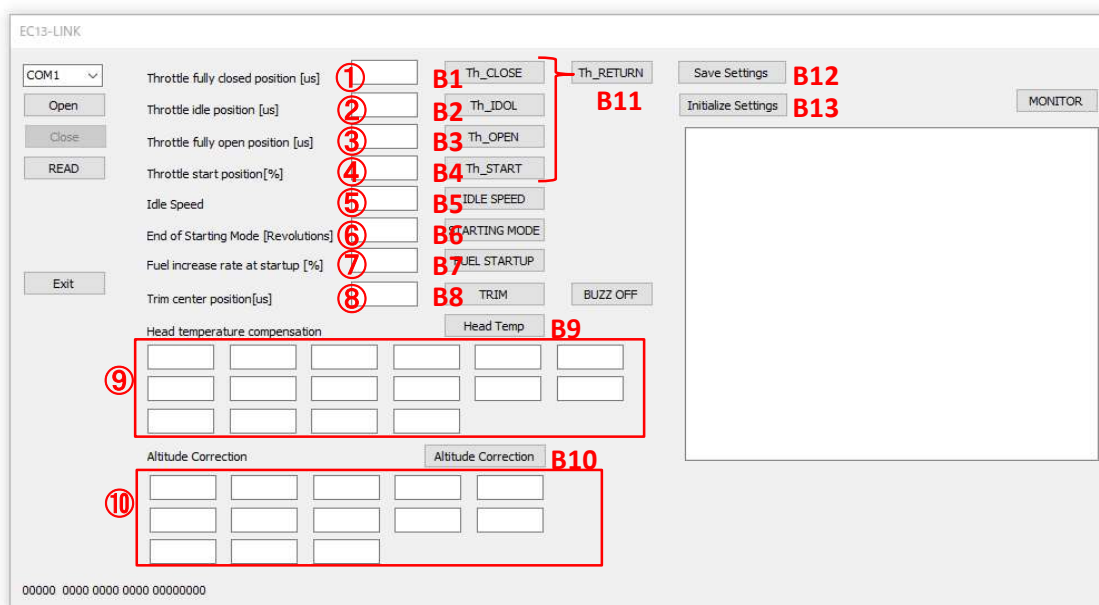 EC13-LINK
COM1
Throttle fully closed position [us]
①
B1
Th_CLOSE
Th_RETURN
Save Settings
B12
Open
Throttle idle position [us]
②
B2
Th_IDOL
B11
Initialize Settings
B13
MONITOR
Close
Throttle fully open position [us]
③
B3
Th_OPEN
READ
Throttle start position[%]
④
B4
Th_START
Idle Speed
⑤
B5
IDLE SPEED
End of Starting Mode [Revolutions]
⑥
B6
STARTING MODE
Fuel increase rate at startup [%]
⑦
B7
FUEL STARTUP
Exit
Trim center position[us]
⑧
B8
TRIM
BUZZ OFF
Head temperature compensation
Head Temp
B9
⑨
Altitude Correction
Altitude Correction
B10
⑩
00000 0000 0000 0000 00000000